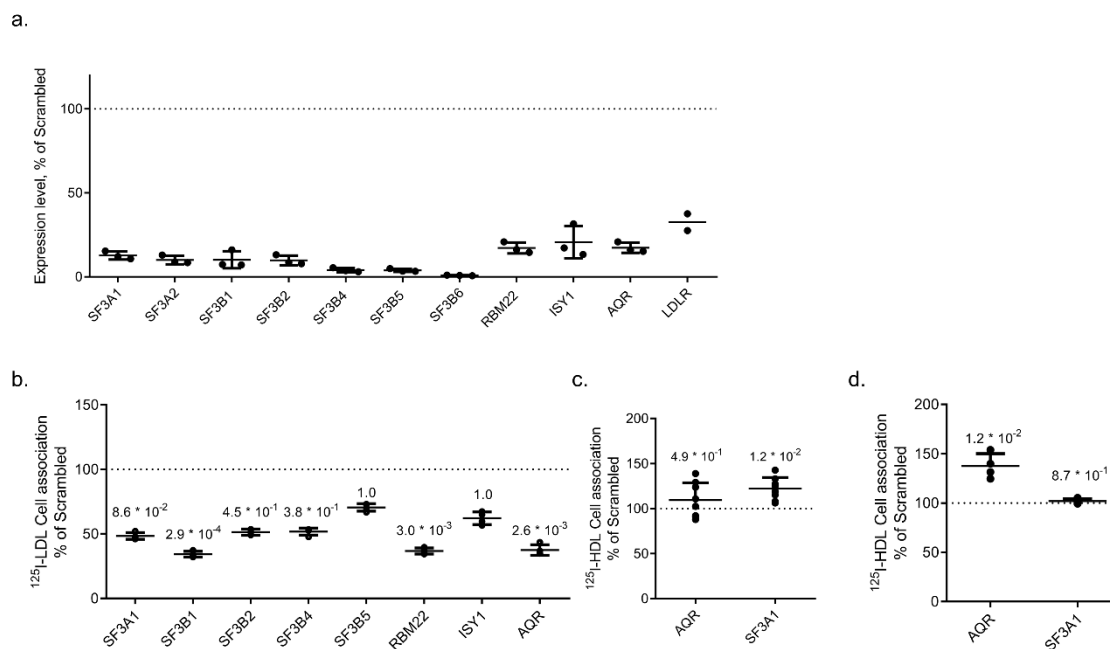 a.
Expression level, % of Scrambled
100
50
0
SF3A1
SF3A2
SF3B1
SF3B2
SF3B4
SF3B5
SF3B6
RBM22
ISY1
AQR
LDLR
b.
125I-LDL Cell association
% of Scrambled
150
100
50
0
8.6 * 10-2
2.9 * 10-4
4.5 * 10-1
3.8 * 10-1
1.0
3.0 * 10-3
1.0
2.6 * 10-3
SF3A1
SF3B1
SF3B2
SF3B4
SF3B5
RBM22
ISY1
AQR
c.
125I-HDL Cell association
% of Scrambled
200
150
100
50
0
4.9 * 10-1
1.2 * 10-2
AQR
SF3A1
d.
125I-HDL Cell association
% of Scrambled
200
150
100
50
0
1.2 * 10-2
8.7 * 10-1
AQR
SF3A1